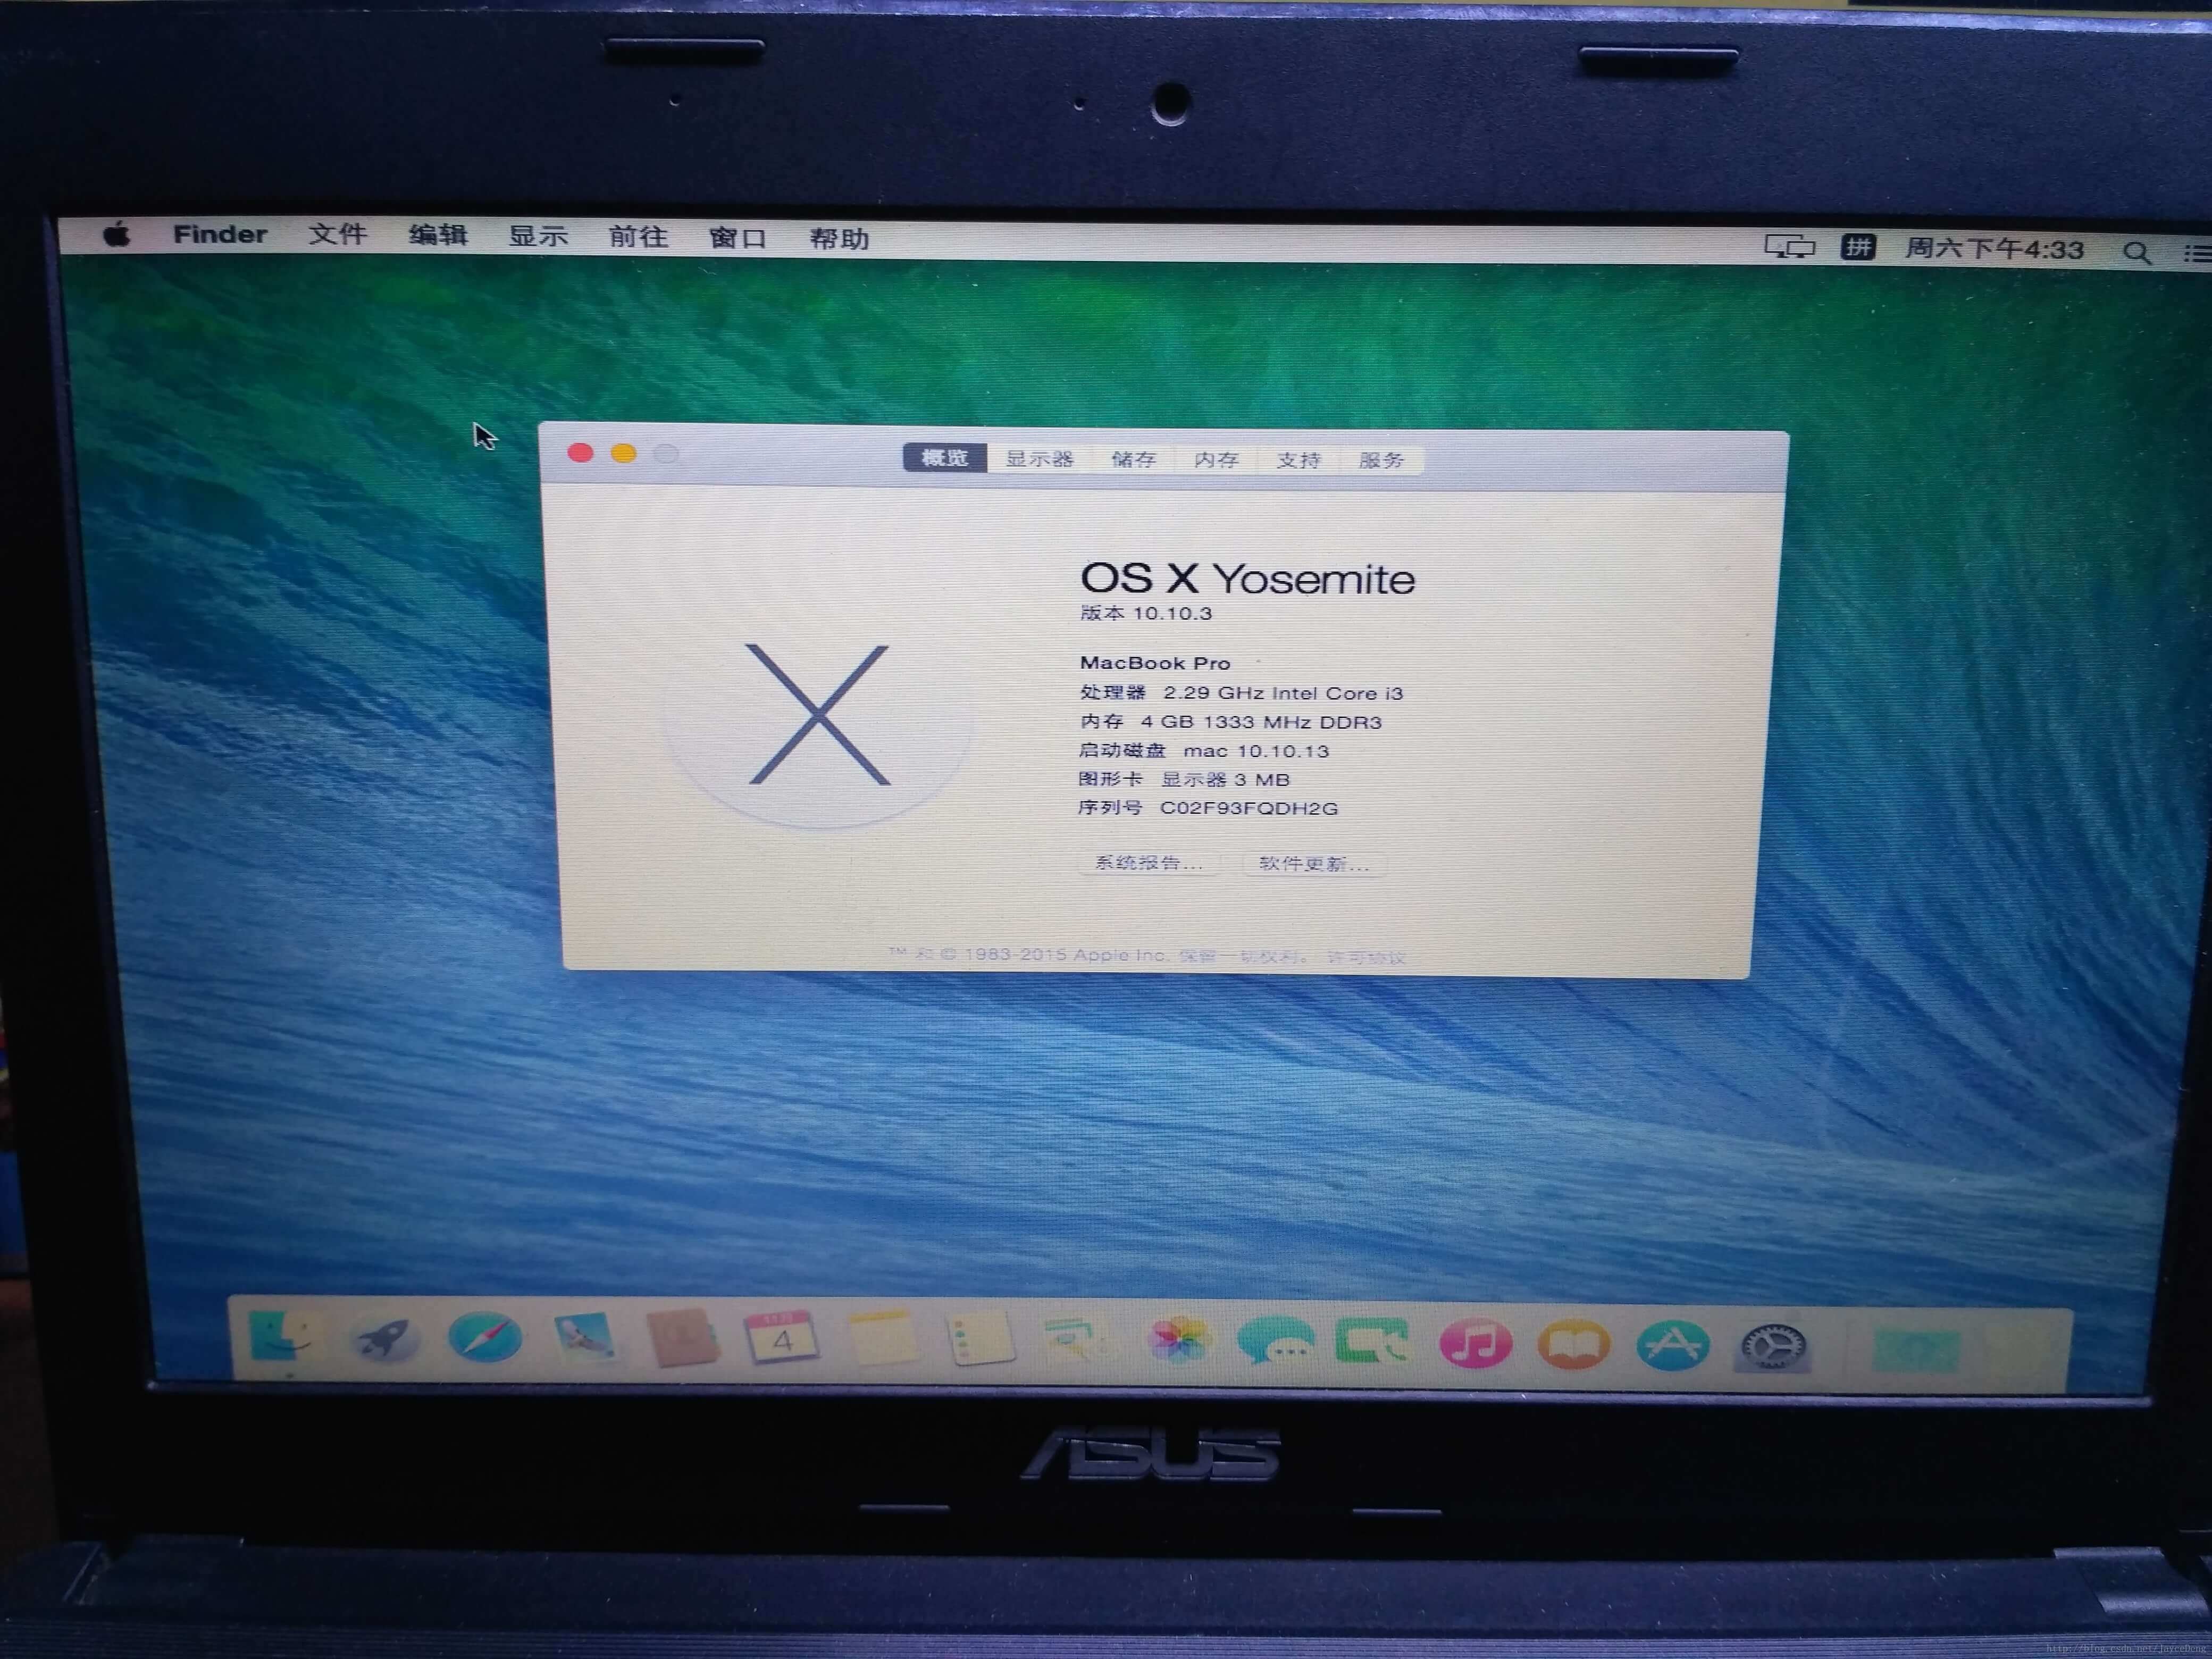 Finder 文件 编辑 显示 前往 窗口 帮助 拼 周六下午4:33
概览 显示器 储存 内存 支持 服务
OS X Yosemite
版本 10.10.3
MacBook Pro
处理器 2.29 GHz Intel Core i3
内存 4 GB 1333 MHz DDR3
启动磁盘 mac 10.10.13
图形卡 显示器 3 MB
序列号 C02F93FQDH2G
系统报告... 软件更新...
™ 和 © 1983-2015 Apple Inc. 保留一切权利。 许可协议
4
ASUS
http://blog.csdn.net/JayceDeng